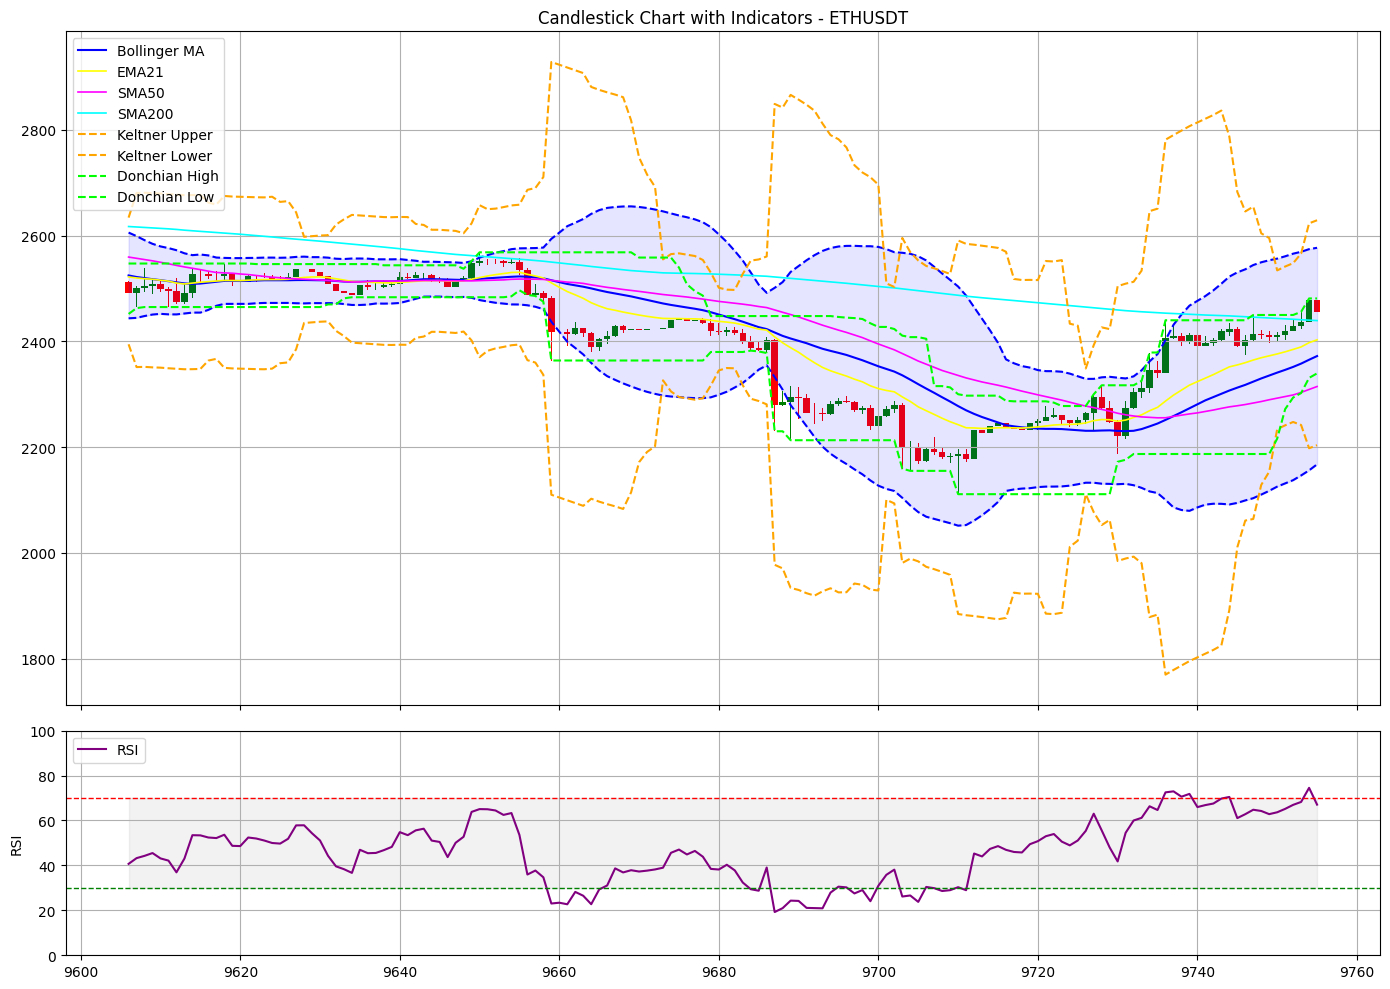 Candlestick Chart with Indicators - ETHUSDT
Bollinger MA
EMA21
SMA50
SMA200
Keltner Upper
Keltner Lower
Donchian High
Donchian Low
2800
2600
2400
2200
2000
1800
RSI
100
80
60
40
20
0
RSI
9600 9620 9640 9660 9680 9700 9720 9740 9760